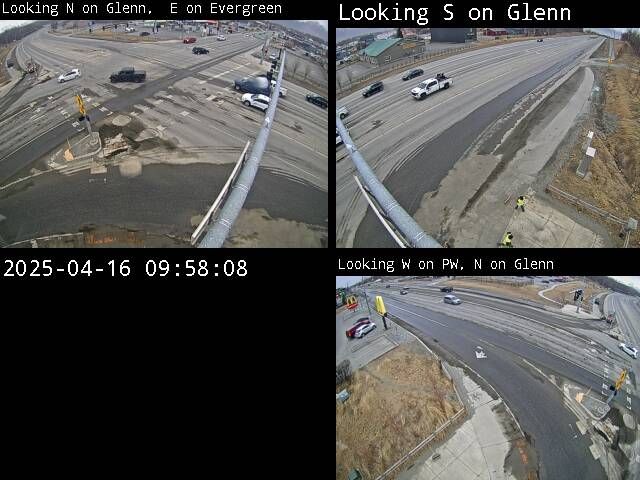 Looking N on Glenn,  E on Evergreen
Looking S on Glenn
2025-04-16 09:58:08
Looking W on PW, N on Glenn